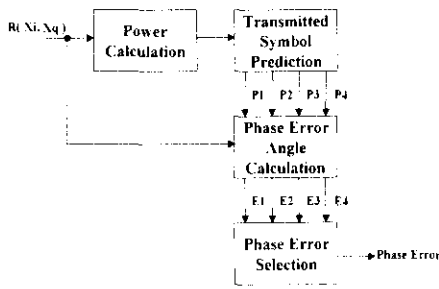 R( Xi, Xq )
Power
Calculation
Transmitted
Symbol
Prediction
P1 P2 P3 P4
Phase Error
Angle
Calculation
E1 E2 E3 E4
Phase Error
Selection
Phase Error